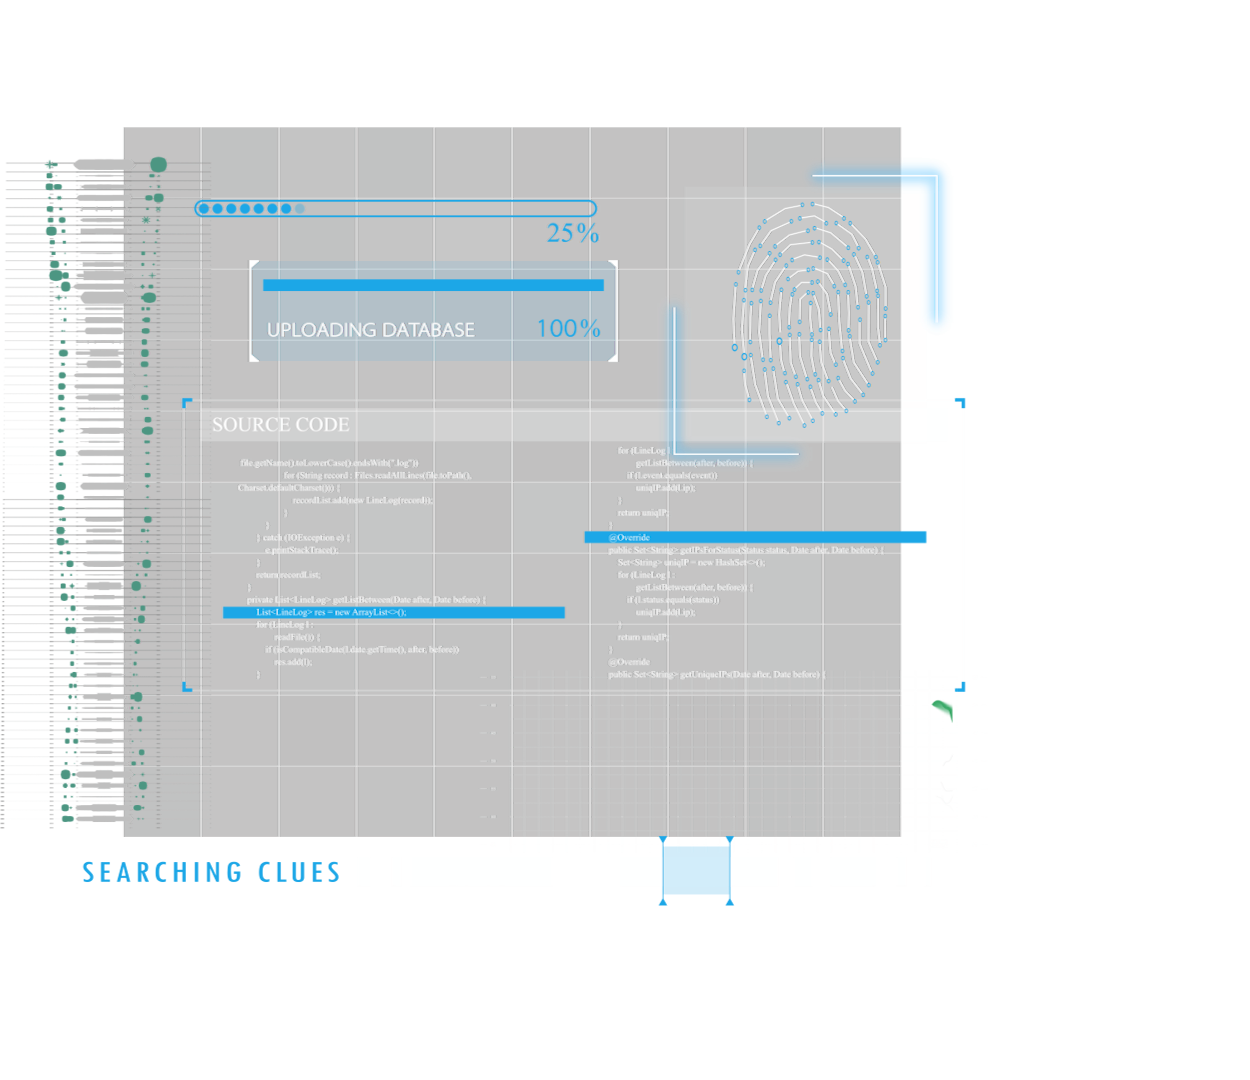 25%
UPLOADING DATABASE 100%
SOURCE CODE
file.getName().toLowerCase().endsWith(".log"))
for (String record : Files.readAllLines(file.toPath(),
Charset.defaultCharset())) {
recordList.add(new LineLog(record));
}
}
} catch (IOException e) {
e.printStackTrace();
}
return recordList;
}
private List<LineLog> getListBetween(Date after, Date before) {
List<LineLog> res = new ArrayList<>();
for (LineLog l :
readFile()) {
if (isCompatibleDate(l.date.getTime(), after, before))
res.add(l);
}
for (LineLog l
getListBetween(after, before)) {
if (l.event.equals(event))
uniqIP.add(l.ip);
}
return uniqIP;
}
@Override
public Set<String> getIPsForStatus(Status status, Date after, Date before) {
Set<String> uniqIP = new HashSet<>();
for (LineLog l :
getListBetween(after, before)) {
if (l.status.equals(status))
uniqIP.add(l.ip);
}
return uniqIP;
}
@Override
public Set<String> getUniqueIPs(Date after, Date before) {
SEARCHING CLUES